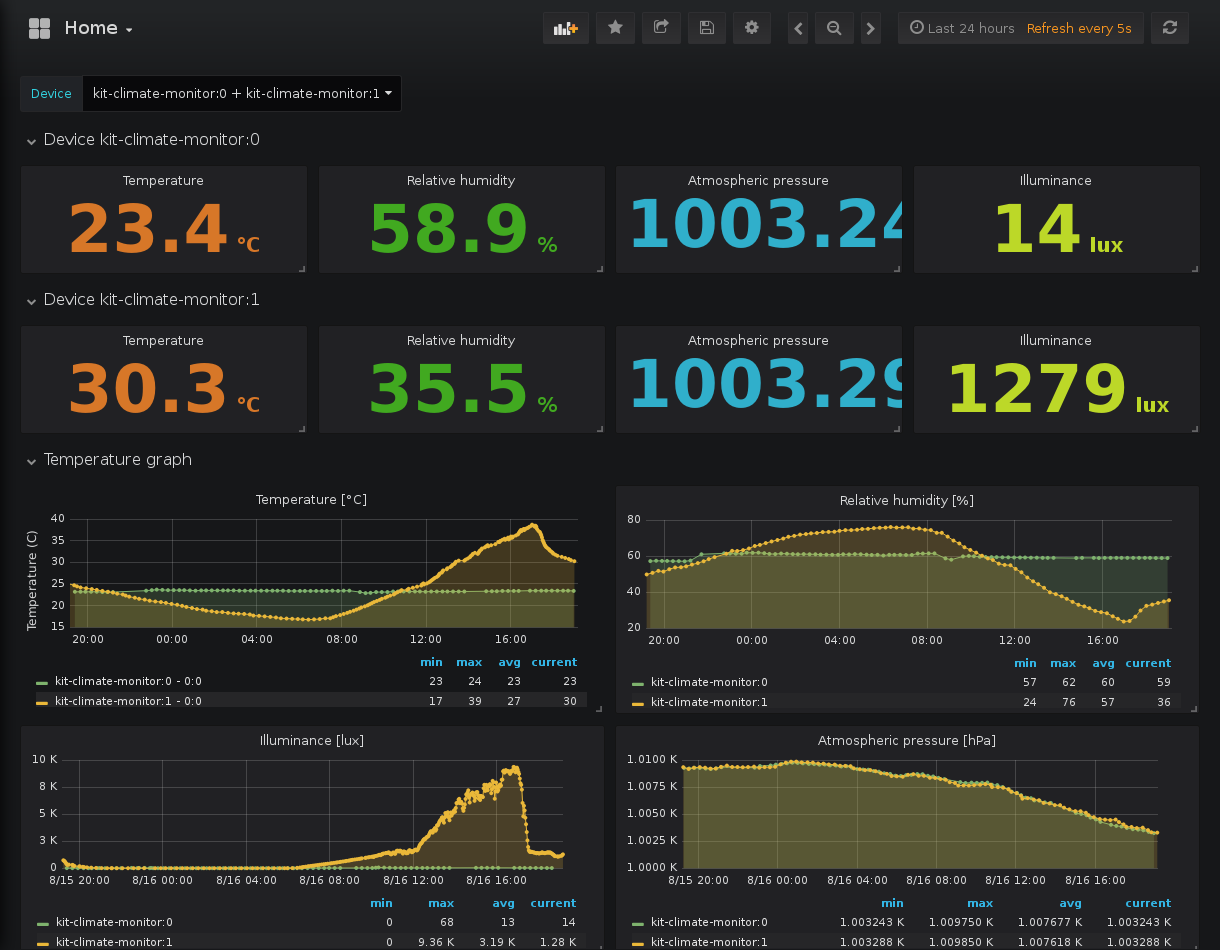 Home
Last 24 hours Refresh every 5s
Device kit-climate-monitor:0 + kit-climate-monitor:1
Device kit-climate-monitor:0
Temperature Relative humidity Atmospheric pressure Illuminance
23.4 °C 58.9 % 1003.24 14 lux
Device kit-climate-monitor:1
Temperature Relative humidity Atmospheric pressure Illuminance
30.3 °C 35.5 % 1003.29 1279 lux
Temperature graph
Temperature [°C]
Temperature (C)
40
35
30
25
20
15
20:00 00:00 04:00 08:00 12:00 16:00
min max avg current
kit-climate-monitor:0 - 0:0 23 24 23 23
kit-climate-monitor:1 - 0:0 17 39 27 30
Relative humidity [%]
80
60
40
20
20:00 00:00 04:00 08:00 12:00 16:00
min max avg current
kit-climate-monitor:0 57 62 60 59
kit-climate-monitor:1 24 76 57 36
Illuminance [lux]
10 K
8 K
5 K
3 K
0
8/15 20:00 8/16 00:00 8/16 04:00 8/16 08:00 8/16 12:00 8/16 16:00
min max avg current
kit-climate-monitor:0 0 68 13 14
kit-climate-monitor:1 0 9.36 K 3.19 K 1.28 K
Atmospheric pressure [hPa]
1.0100 K
1.0075 K
1.0050 K
1.0025 K
1.0000 K
8/15 20:00 8/16 00:00 8/16 04:00 8/16 08:00 8/16 12:00 8/16 16:00
min max avg current
kit-climate-monitor:0 1.003243 K 1.009750 K 1.007677 K 1.003243 K
kit-climate-monitor:1 1.003288 K 1.009850 K 1.007618 K 1.003288 K